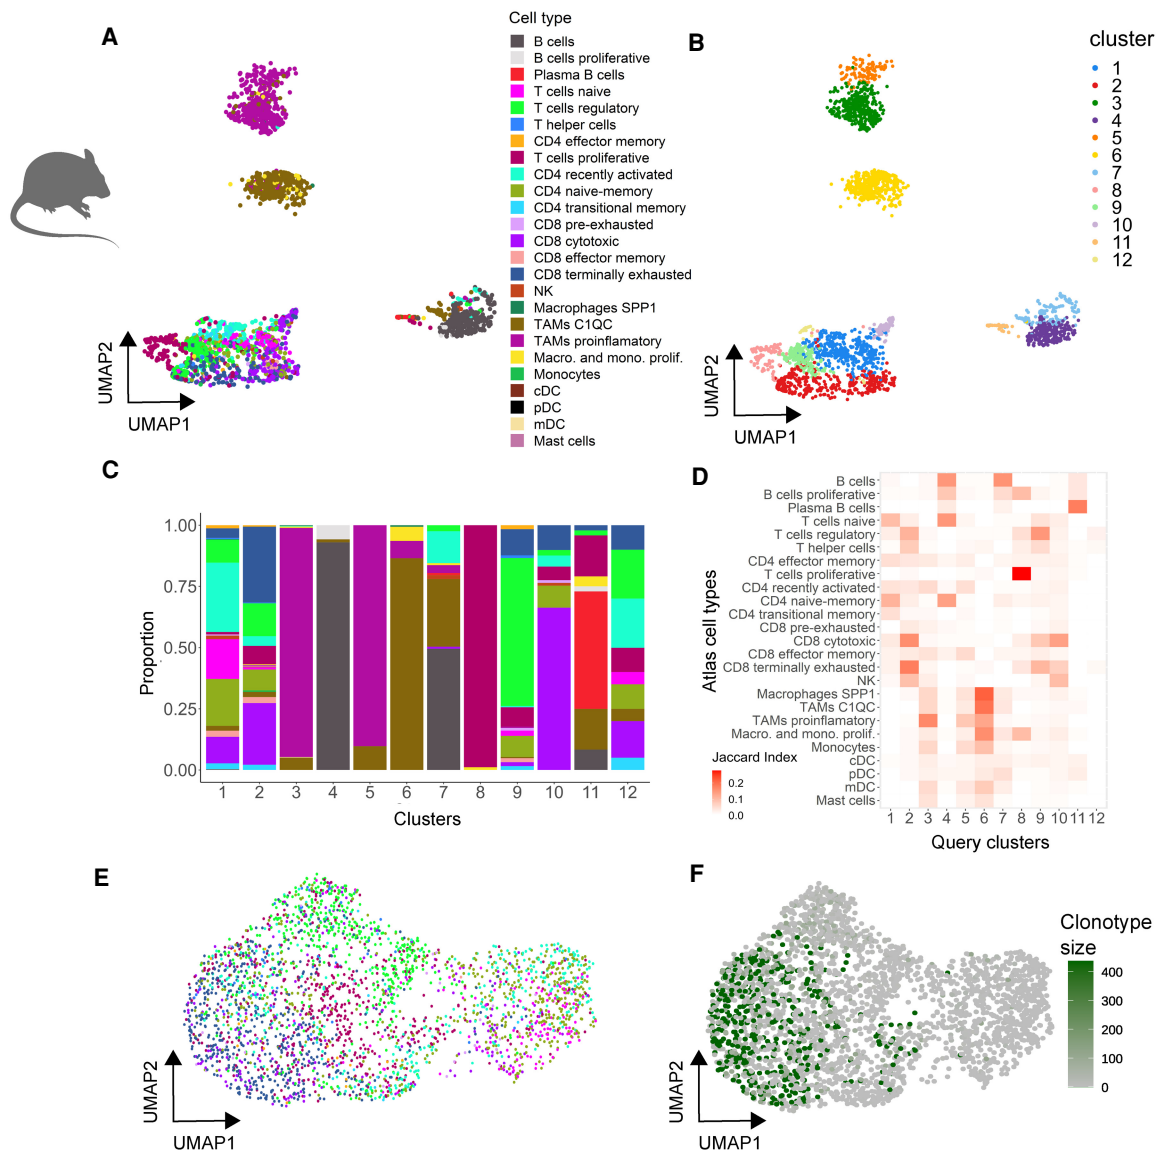 A
Cell type
B cells
B cells proliferative
Plasma B cells
T cells naive
T cells regulatory
T helper cells
CD4 effector memory
T cells proliferative
CD4 recently activated
CD4 naive-memory
CD4 transitional memory
CD8 pre-exhausted
CD8 cytotoxic
CD8 effector memory
CD8 terminally exhausted
NK
Macrophages SPP1
TAMs C1QC
TAMs proinflamatory
Macro. and mono. prolif.
Monocytes
cDC
pDC
mDC
Mast cells
UMAP2
UMAP1
B
cluster
1
2
3
4
5
6
7
8
9
10
11
12
UMAP2
UMAP1
C
Proportion
1.00
0.75
0.50
0.25
0.00
1 2 3 4 5 6 7 8 9 10 11 12
Clusters
D
Atlas cell types
B cells
B cells proliferative
Plasma B cells
T cells naive
T cells regulatory
T helper cells
CD4 effector memory
T cells proliferative
CD4 recently activated
CD4 naive-memory
CD4 transitional memory
CD8 pre-exhausted
CD8 cytotoxic
CD8 effector memory
CD8 terminally exhausted
NK
Macrophages SPP1
TAMs C1QC
TAMs proinflamatory
Macro. and mono. prolif.
Monocytes
cDC
pDC
mDC
Mast cells
Jaccard Index
0.2
0.1
0.0
1 2 3 4 5 6 7 8 9 10 11 12
Query clusters
E
UMAP2
UMAP1
F
Clonotype
size
400
300
200
100
0
UMAP2
UMAP1